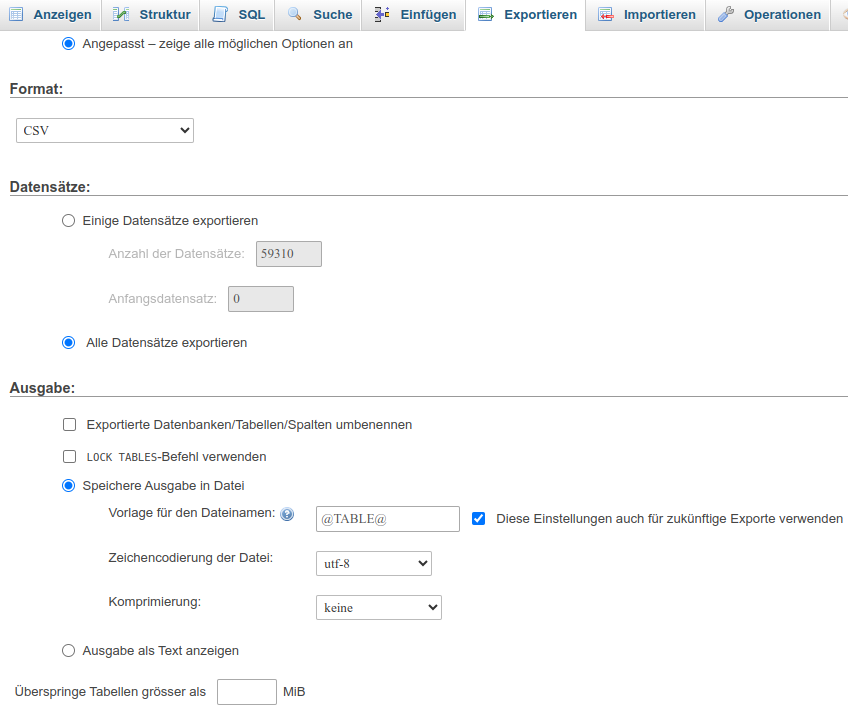 Anzeigen Struktur SQL Suche Einfügen Exportieren Importieren Operationen
Angepasst – zeige alle möglichen Optionen an
Format:
CSV
Datensätze:
Einige Datensätze exportieren
Anzahl der Datensätze: 59310
Anfangsdatensatz: 0
Alle Datensätze exportieren
Ausgabe:
Exportierte Datenbanken/Tabellen/Spalten umbenennen
LOCK TABLES-Befehl verwenden
Speichere Ausgabe in Datei
Vorlage für den Dateinamen: @TABLE@ Diese Einstellungen auch für zukünftige Exporte verwenden
Zeichencodierung der Datei: utf-8
Komprimierung: keine
Ausgabe als Text anzeigen
Überspringe Tabellen grösser als MiB